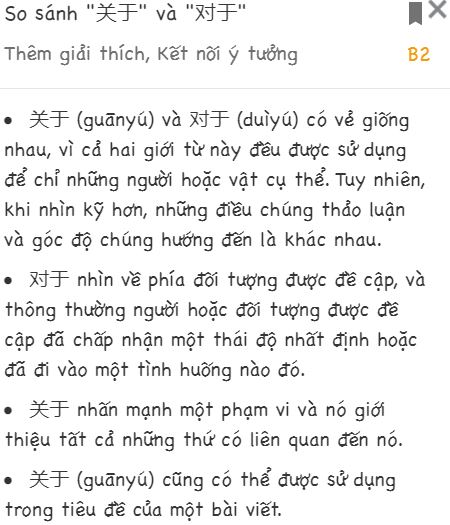 So sánh "关于" và "对于"
Thêm giải thích, Kết nối ý tưởng B2
• 关于 (guānyú) và 对于 (duìyú) có vẻ giống
nhau, vì cả hai giới từ này đều được sử dụng
để chỉ những người hoặc vật cụ thể. Tuy nhiên,
khi nhìn kỹ hơn, những điều chúng thảo luận
và góc độ chúng hướng đến là khác nhau.
• 对于 nhìn về phía đối tượng được đề cập, và
thông thường người hoặc đối tượng được đề
cập đã chấp nhận một thái độ nhất định hoặc
đã đi vào một tình huống nào đó.
• 关于 nhấn mạnh một phạm vi và nó giới
thiệu tất cả những thứ có liên quan đến nó.
• 关于 (guānyú) cũng có thể được sử dụng
trong tiêu đề của một bài viết.